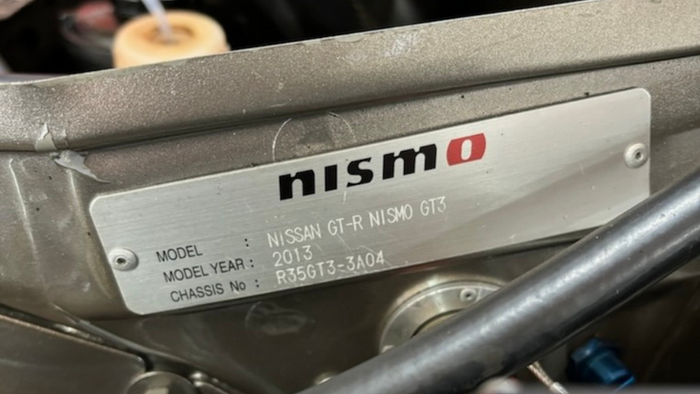 nismo
MODEL : NISSAN GT-R NISMO GT3
MODEL YEAR : 2013
CHASSIS No : R35GT3-3A04